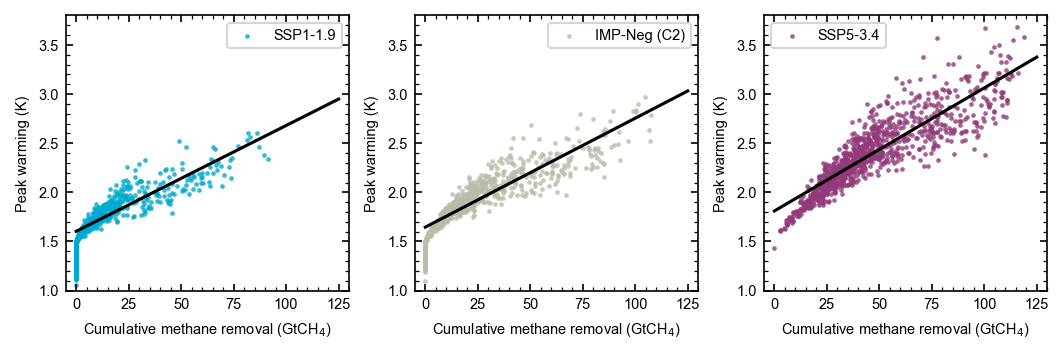 SSP1-1.9
3.5
3.0
2.5
2.0
1.5
1.0
Peak warming (K)
0 25 50 75 100 125
Cumulative methane removal (GtCH₄)
IMP-Neg (C2)
3.5
3.0
2.5
2.0
1.5
1.0
Peak warming (K)
0 25 50 75 100 125
Cumulative methane removal (GtCH₄)
SSP5-3.4
3.5
3.0
2.5
2.0
1.5
1.0
Peak warming (K)
0 25 50 75 100 125
Cumulative methane removal (GtCH₄)